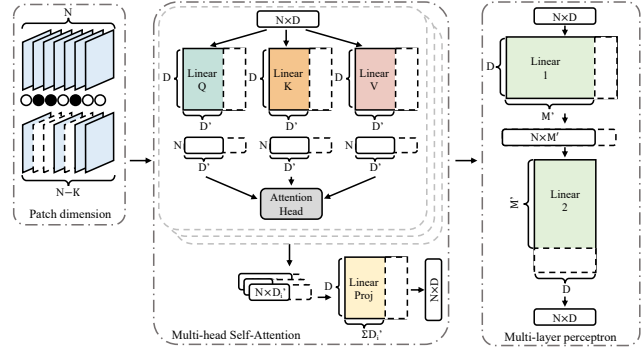 N
N−K
Patch dimension
N×D
D
Linear
Q
D'
D
Linear
K
D'
D
Linear
V
D'
N
D'
N
D'
N
D'
Attention
Head
N×Dᵢ'
D
Linear
Proj
ΣDᵢ'
N×D
Multi-head Self-Attention
N×D
D
Linear
1
M'
N×M'
M'
Linear
2
D
N×D
Multi-layer perceptron